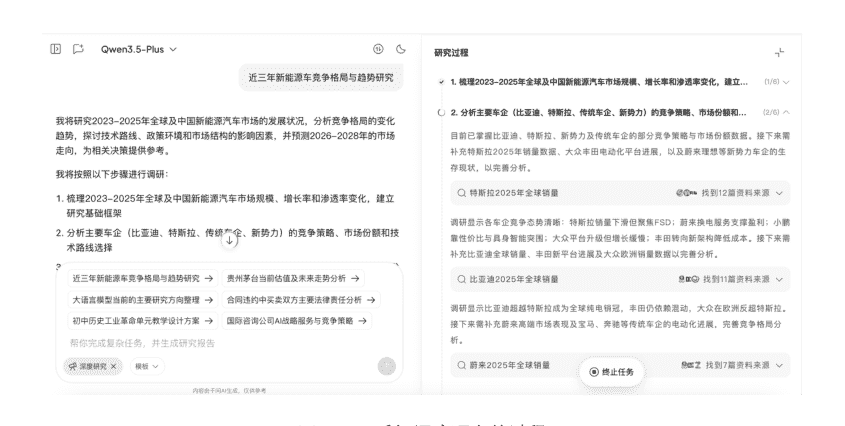 Qwen3.5-Plus
近三年新能源车竞争格局与趋势研究
我将研究2023-2025年全球及中国新能源汽车市场的发展状况，分析竞争格局的变化
趋势，探讨技术路线、政策环境和市场结构的影响因素，并预测2026-2028年的市场
走向，为相关决策提供参考。
我将按照以下步骤进行调研：
1. 梳理2023-2025年全球及中国新能源汽车市场规模、增长率和渗透率变化，建立
研究基础框架
2. 分析主要车企（比亚迪、特斯拉、传统车企、新势力）的竞争策略、市场份额和技
术路线选择
近三年新能源车竞争格局与趋势研究 →
贵州茅台当前估值及未来走势分析 →
大语言模型当前的主要研究方向整理 →
合同违约中买卖双方主要法律责任分析 →
初中历史工业革命单元教学设计方案 →
国际咨询公司AI战略服务与竞争策略 →
帮你完成复杂任务，并生成研究报告
深度研究 ×
模板
内容由千问AI生成，仅供参考
研究过程
1. 梳理2023-2025年全球及中国新能源汽车市场规模、增长率和渗透率变化，建立... (1/6)
2. 分析主要车企（比亚迪、特斯拉、传统车企、新势力）的竞争策略、市场份额和... (2/6)
目前已掌握比亚迪、特斯拉、新势力及传统车企的部分竞争策略与市场份额数据。接下来需
补充特斯拉2025年销量数据、大众丰田电动化平台进展，以及蔚来理想等新势力车企的生
存现状，以完善分析。
特斯拉2025年全球销量 找到12篇资料来源
调研显示各车企竞争态势清晰：特斯拉销量下滑但聚焦FSD；蔚来换电服务支撑盈利；小鹏
靠性价比与具身智能突围；大众平台升级但增长缓慢；丰田转向新架构降低成本。接下来需
补充比亚迪全球销量、丰田新平台进展及大众欧洲销量数据以完善分析。
比亚迪2025年全球销量 找到11篇资料来源
调研显示比亚迪超越特斯拉成为全球纯电销冠，丰田仍依赖混动，大众在欧洲反超特斯拉。
接下来需补充蔚来高端市场表现及宝马、奔驰等传统车企的电动化进展，完善竞争格局分
析。
蔚来2025年全球销量 找到7篇资料来源
终止任务